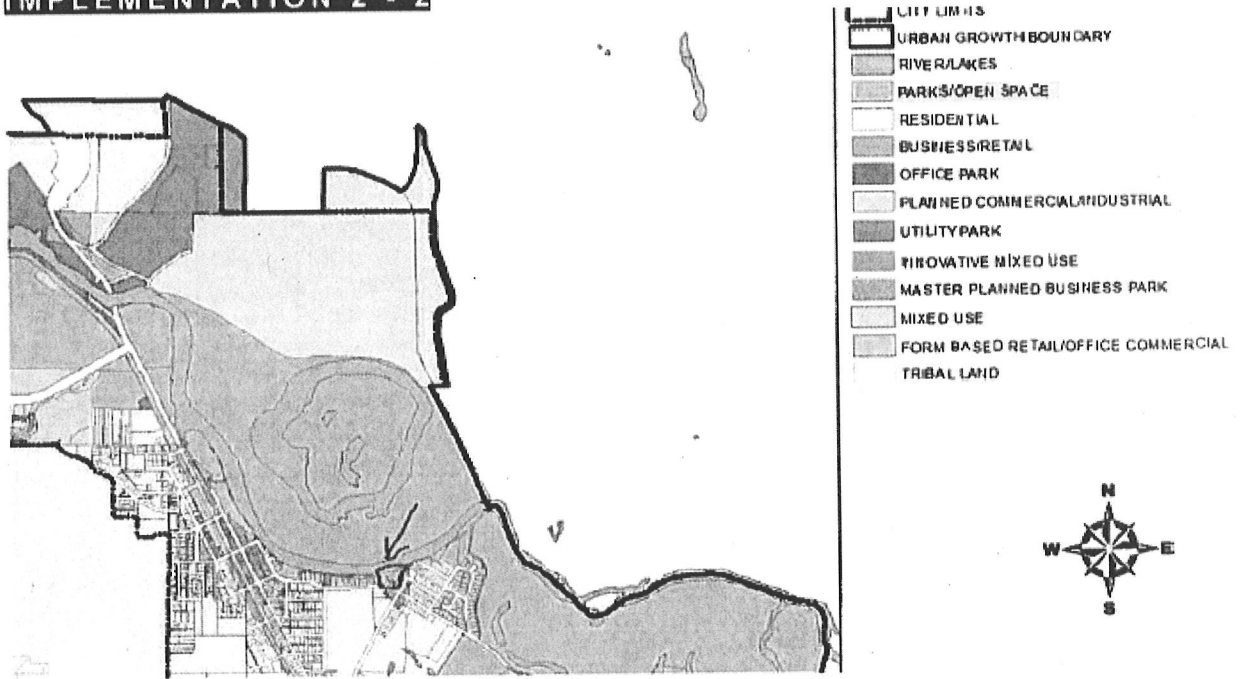 IMPLEMENTATION 2 - 2
CITY LIMITS
URBAN GROWTH BOUNDARY
RIVER/LAKES
PARKS/OPEN SPACE
RESIDENTIAL
BUSINESS/RETAIL
OFFICE PARK
PLANNED COMMERCIAL/INDUSTRIAL
UTILITY PARK
INNOVATIVE MIXED USE
MASTER PLANNED BUSINESS PARK
MIXED USE
FORM BASED RETAIL/OFFICE COMMERCIAL
TRIBAL LAND
N
W E
S